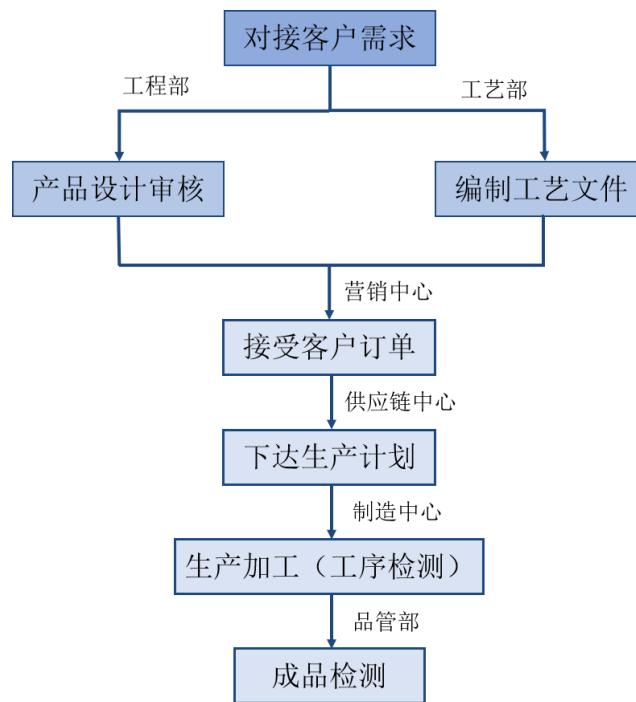 对接客户需求
工程部
工艺部
产品设计审核
编制工艺文件
营销中心
接受客户订单
供应链中心
下达生产计划
制造中心
生产加工（工序检测）
品管部
成品检测